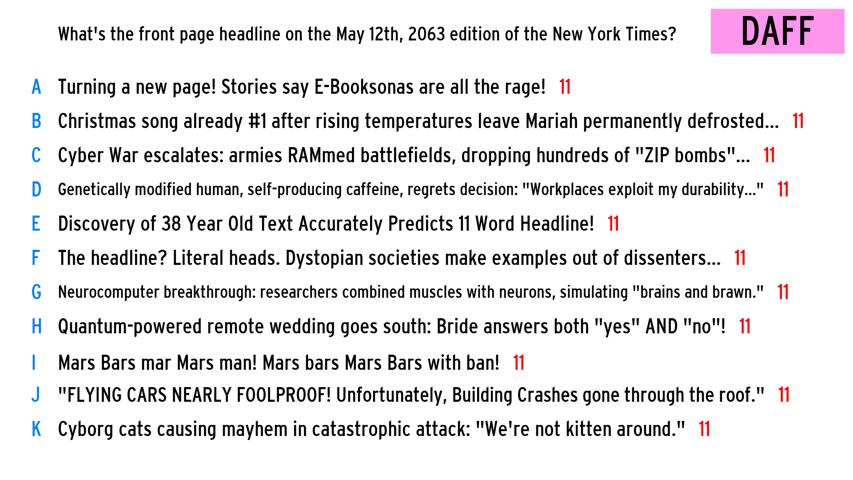 What's the front page headline on the May 12th, 2063 edition of the New York Times?
DAFF
A Turning a new page! Stories say E-Booksonas are all the rage! 11
B Christmas song already #1 after rising temperatures leave Mariah permanently defrosted... 11
C Cyber War escalates: armies RAMmed battlefields, dropping hundreds of "ZIP bombs"... 11
D Genetically modified human, self-producing caffeine, regrets decision: "Workplaces exploit my durability..." 11
E Discovery of 38 Year Old Text Accurately Predicts 11 Word Headline! 11
F The headline? Literal heads. Dystopian societies make examples out of dissenters... 11
G Neurocomputer breakthrough: researchers combined muscles with neurons, simulating "brains and brawn." 11
H Quantum-powered remote wedding goes south: Bride answers both "yes" AND "no"! 11
I Mars Bars mar Mars man! Mars bars Mars Bars with ban! 11
J "FLYING CARS NEARLY FOOLPROOF! Unfortunately, Building Crashes gone through the roof." 11
K Cyborg cats causing mayhem in catastrophic attack: "We're not kitten around." 11